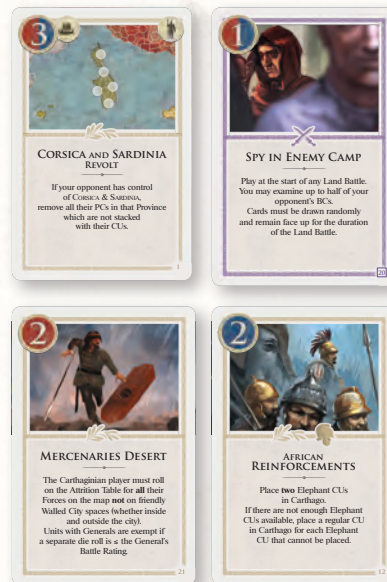 3
CORSICA AND SARDINIA
REVOLT
If your opponent has control
of CORSICA & SARDINIA,
remove all their PCs in that Province
which are not stacked
with their CUs.
1
1
SPY IN ENEMY CAMP
Play at the start of any Land Battle.
You may examine up to half of your
opponent's BCs.
Cards must be drawn randomly
and remain face up for the duration
of the Land Battle.
20
2
MERCENARIES DESERT
The Carthaginian player must roll
on the Attrition Table for all their
Forces on the map not on friendly
Walled City spaces (whether inside
and outside the city).
Units with Generals are exempt if
a separate die roll is s the General's
Battle Rating.
21
2
AFRICAN
REINFORCEMENTS
Place two Elephant CUs
in Carthago.
If there are not enough Elephant
CUs available, place a regular CU
in Carthago for each Elephant
CU that cannot be placed.
12